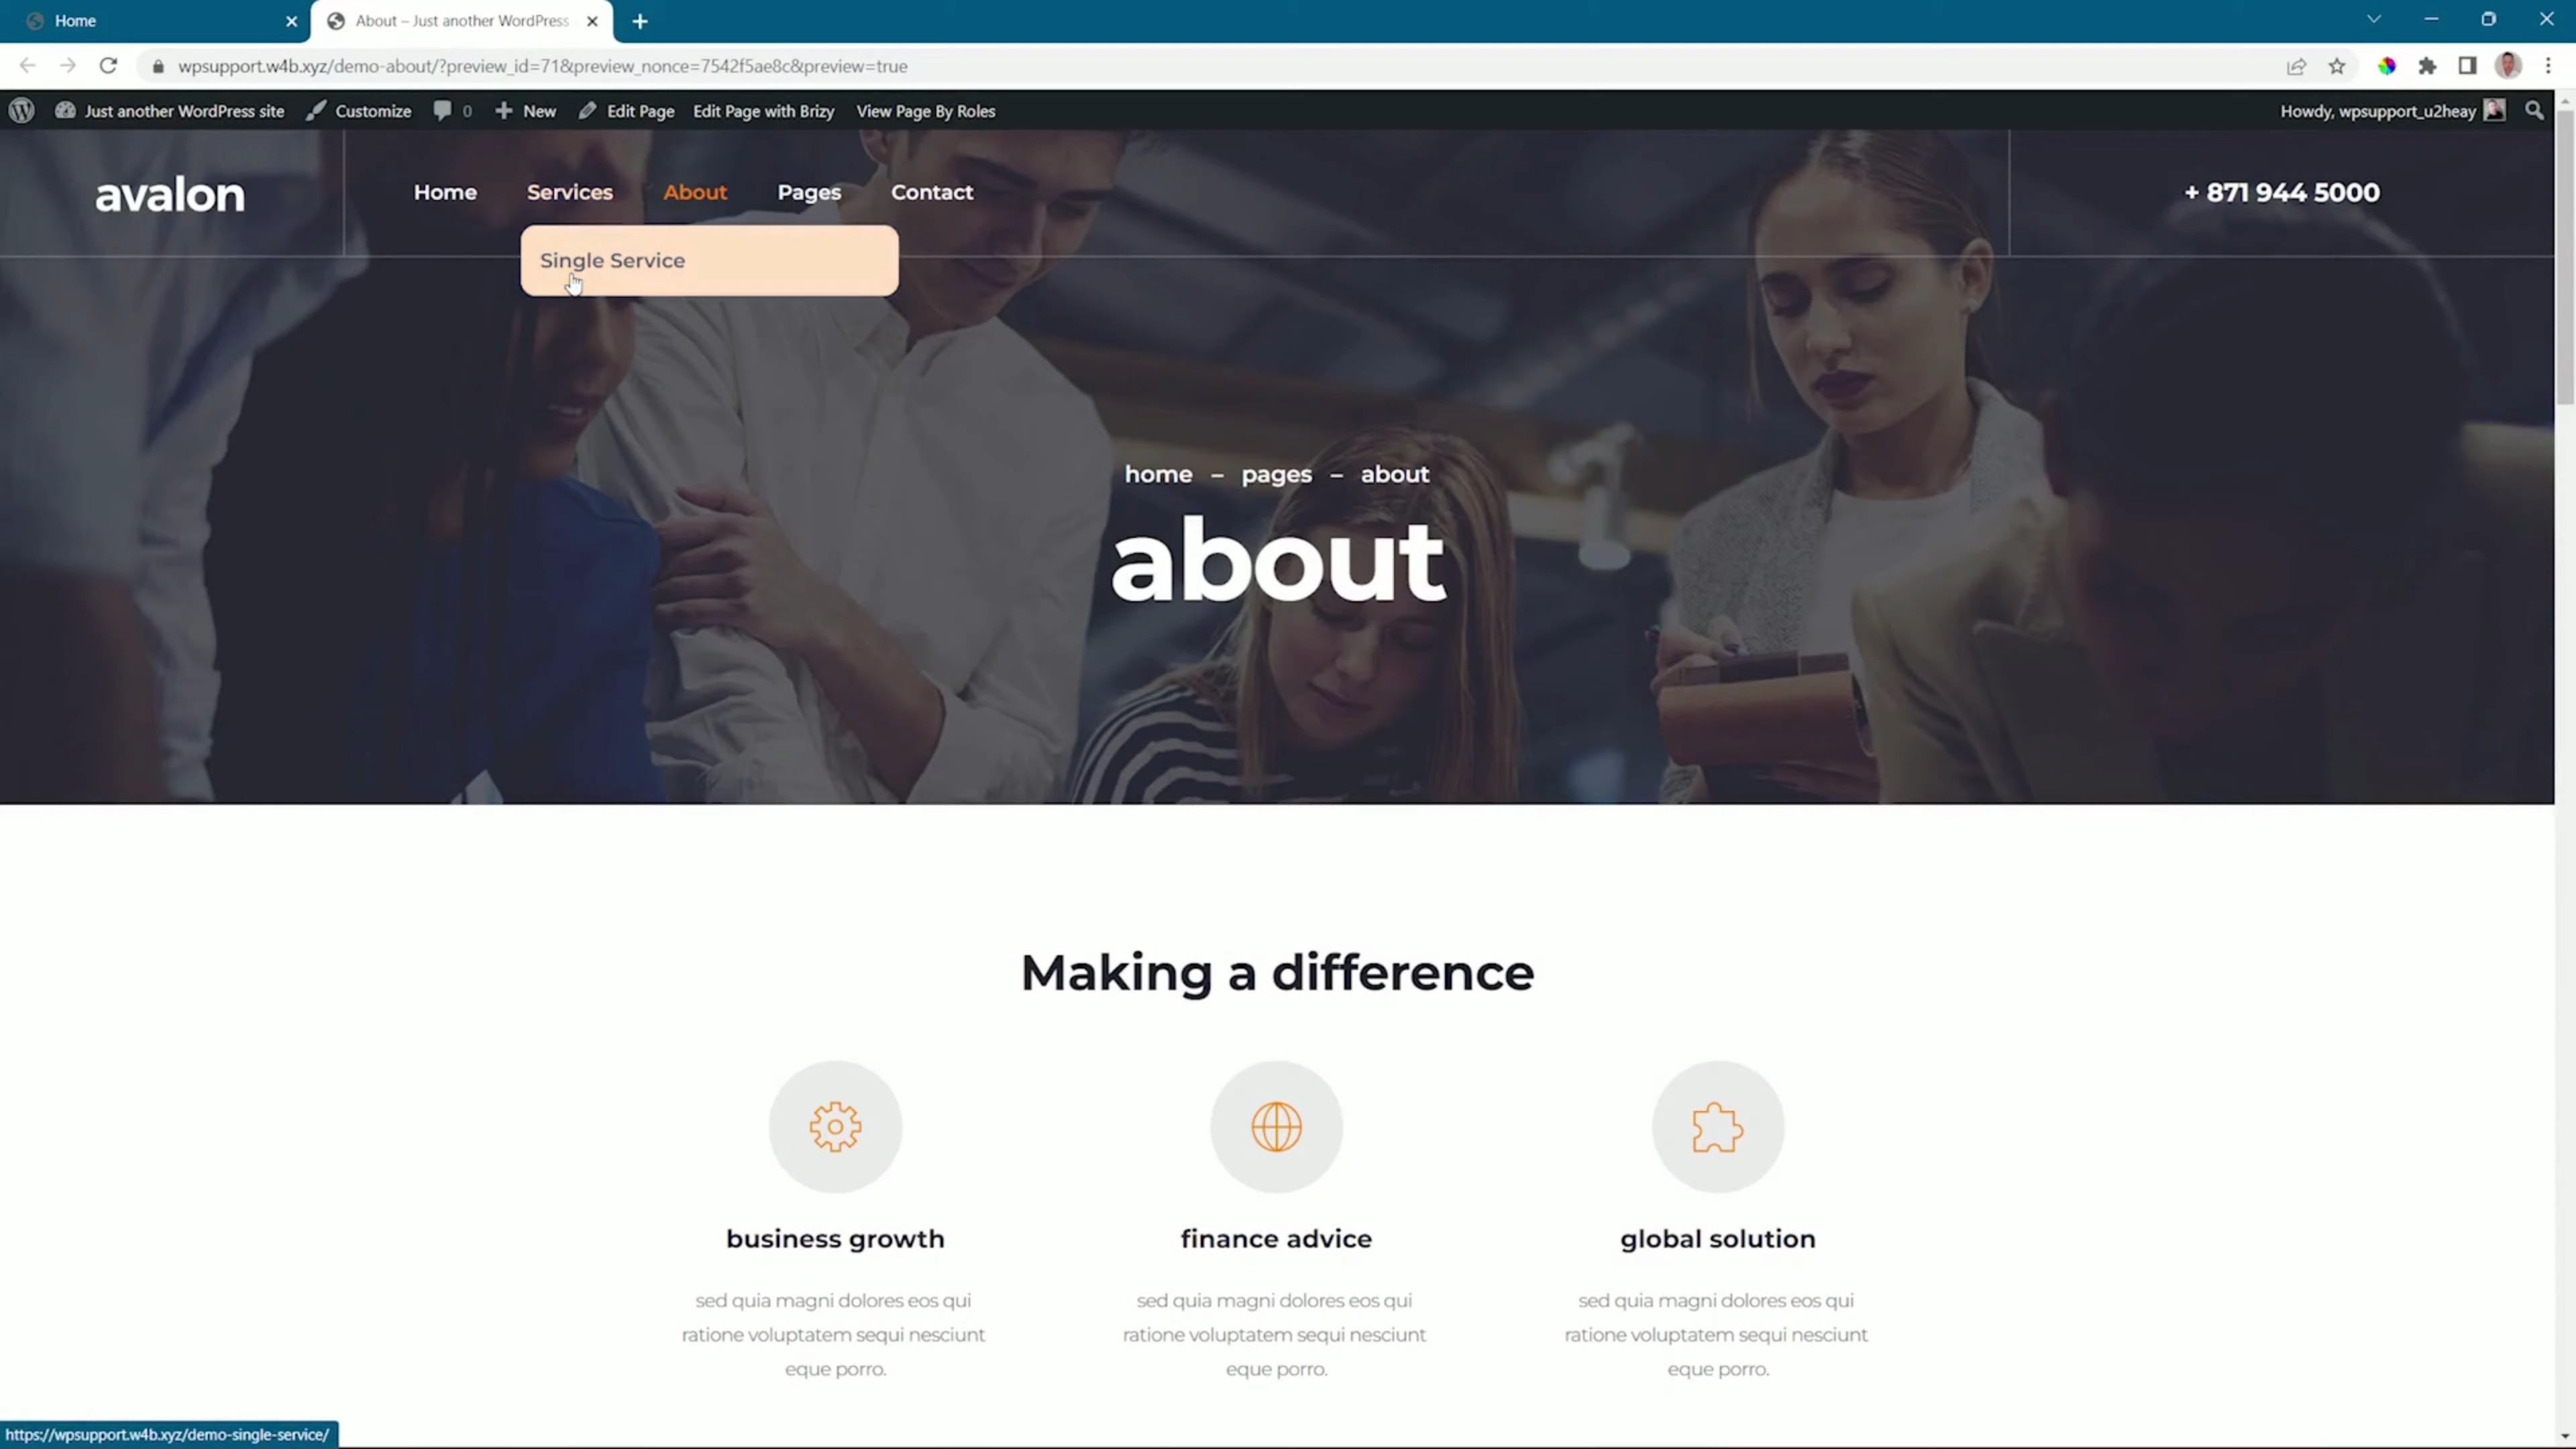 Home
About – Just another WordPress
wpsupport.w4b.xyz/demo-about/?preview_id=71&preview_nonce=7542f5ae8c&preview=true
Just another WordPress site Customize 0 New Edit Page Edit Page with Brizy View Page By Roles Howdy, wpsupport_u2heay
avalon Home Services About Pages Contact + 871 944 5000
Single Service
home – pages – about
about
Making a difference
business growth
sed quia magni dolores eos qui
ratione voluptatem sequi nesciunt
eque porro.
finance advice
sed quia magni dolores eos qui
ratione voluptatem sequi nesciunt
eque porro.
global solution
sed quia magni dolores eos qui
ratione voluptatem sequi nesciunt
eque porro.
https://wpsupport.w4b.xyz/demo-single-service/